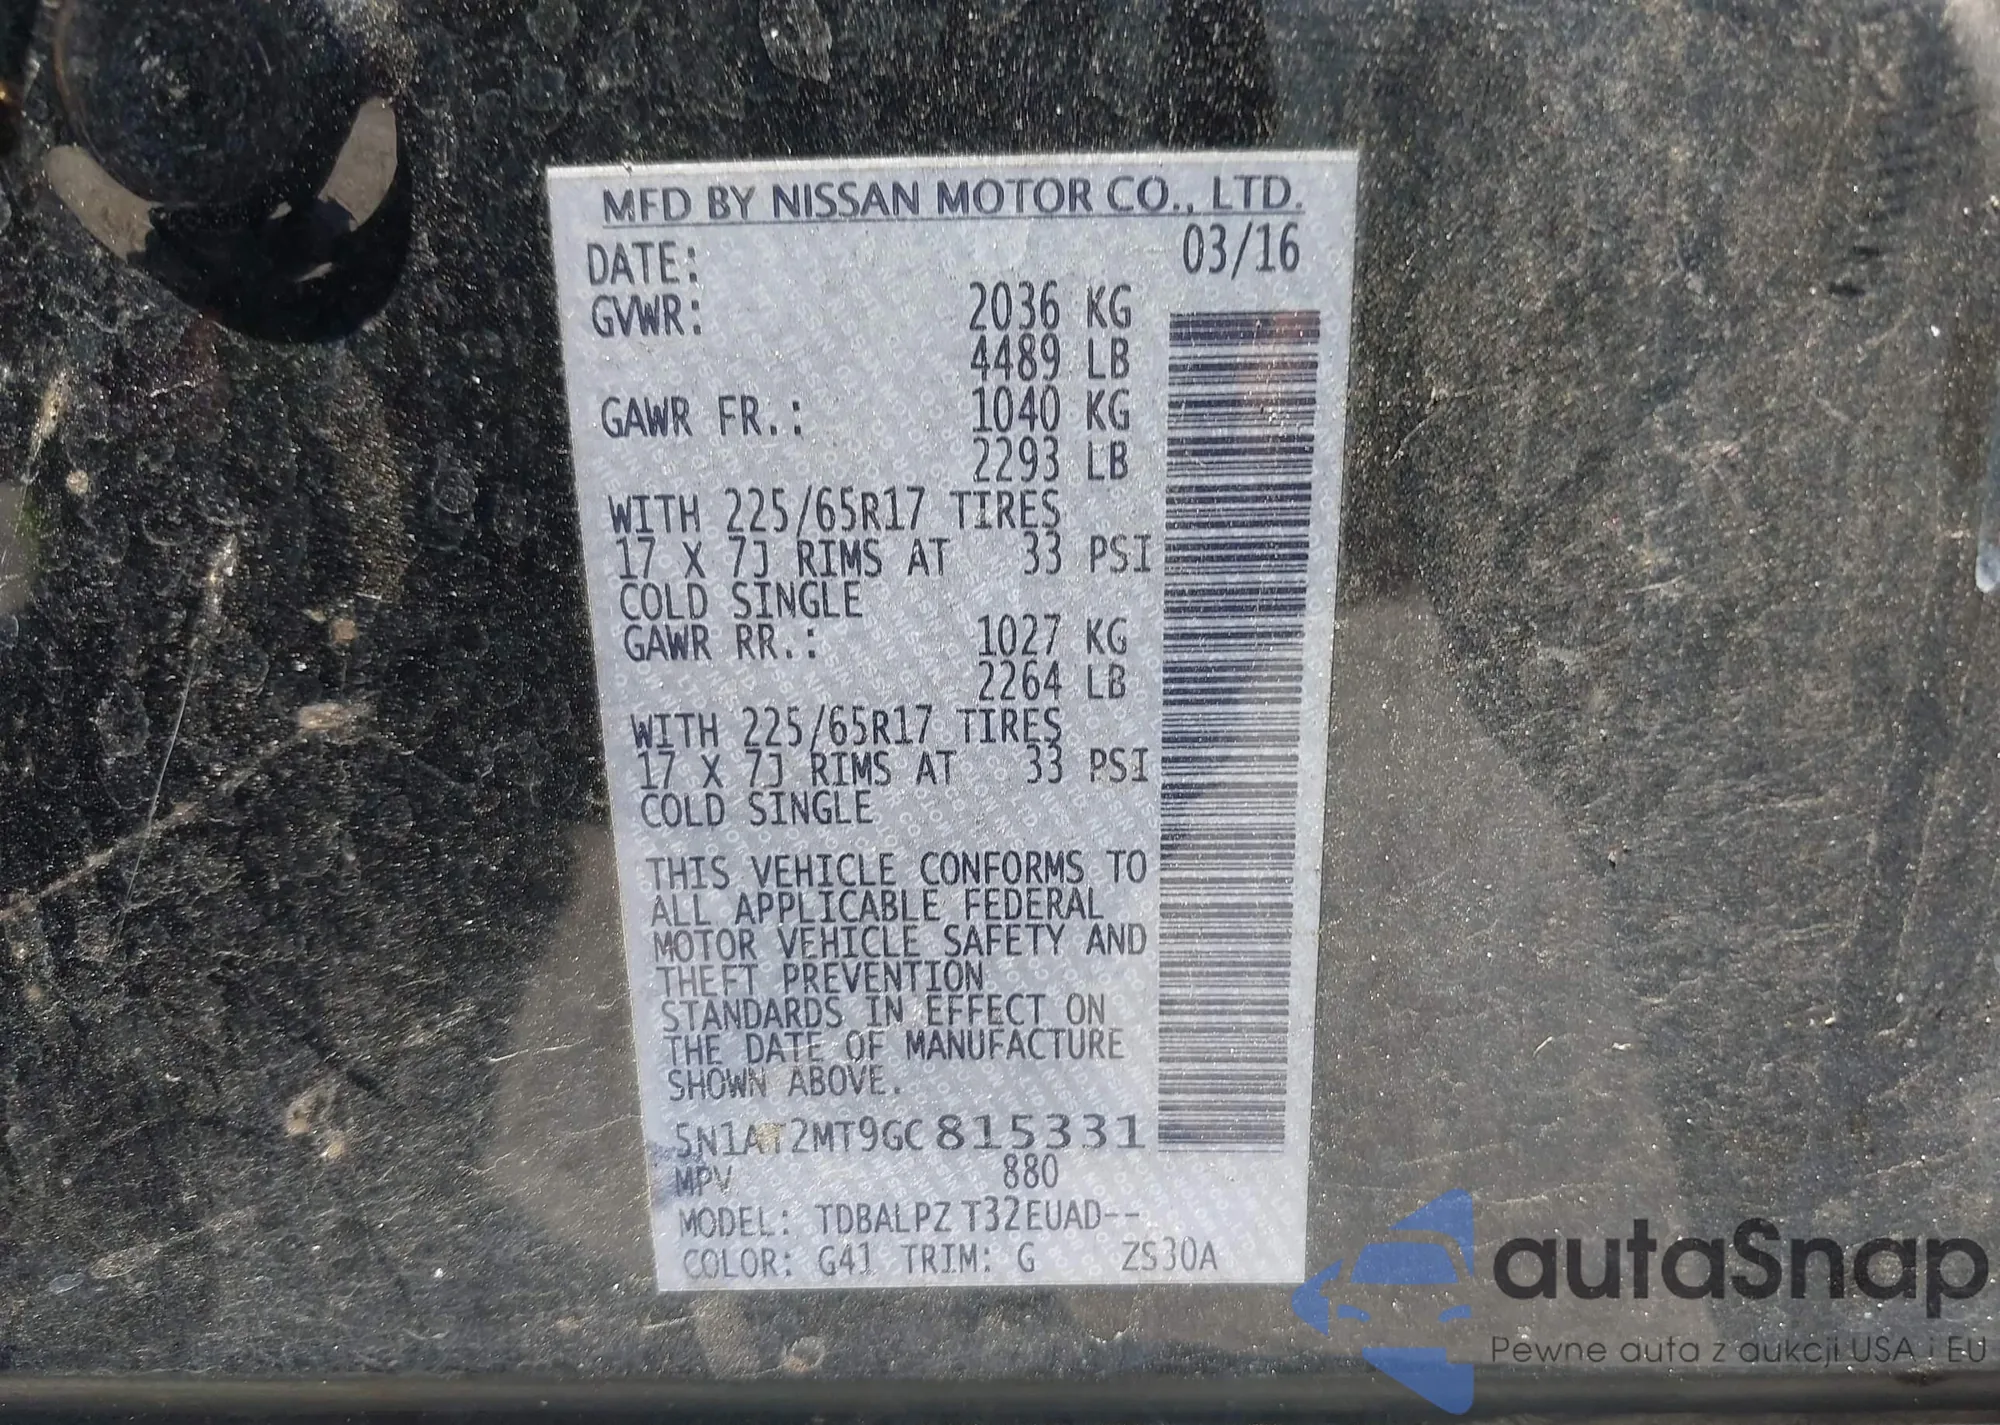 MFD BY NISSAN MOTOR CO., LTD.
DATE: 03/16
GVWR: 2036 KG
4489 LB
GAWR FR.: 1040 KG
2293 LB
WITH 225/65R17 TIRES
17 X 7J RIMS AT 33 PSI
COLD SINGLE
GAWR RR.: 1027 KG
2264 LB
WITH 225/65R17 TIRES
17 X 7J RIMS AT 33 PSI
COLD SINGLE
THIS VEHICLE CONFORMS TO
ALL APPLICABLE FEDERAL
MOTOR VEHICLE SAFETY AND
THEFT PREVENTION
STANDARDS IN EFFECT ON
THE DATE OF MANUFACTURE
SHOWN ABOVE.
5N1AT2MT9GC815331
MPV 880
MODEL: TDBALPZ T32EUAD--
COLOR: G41 TRIM: G ZS30A
autaSnap
Pewne auta z aukcji USA i EU